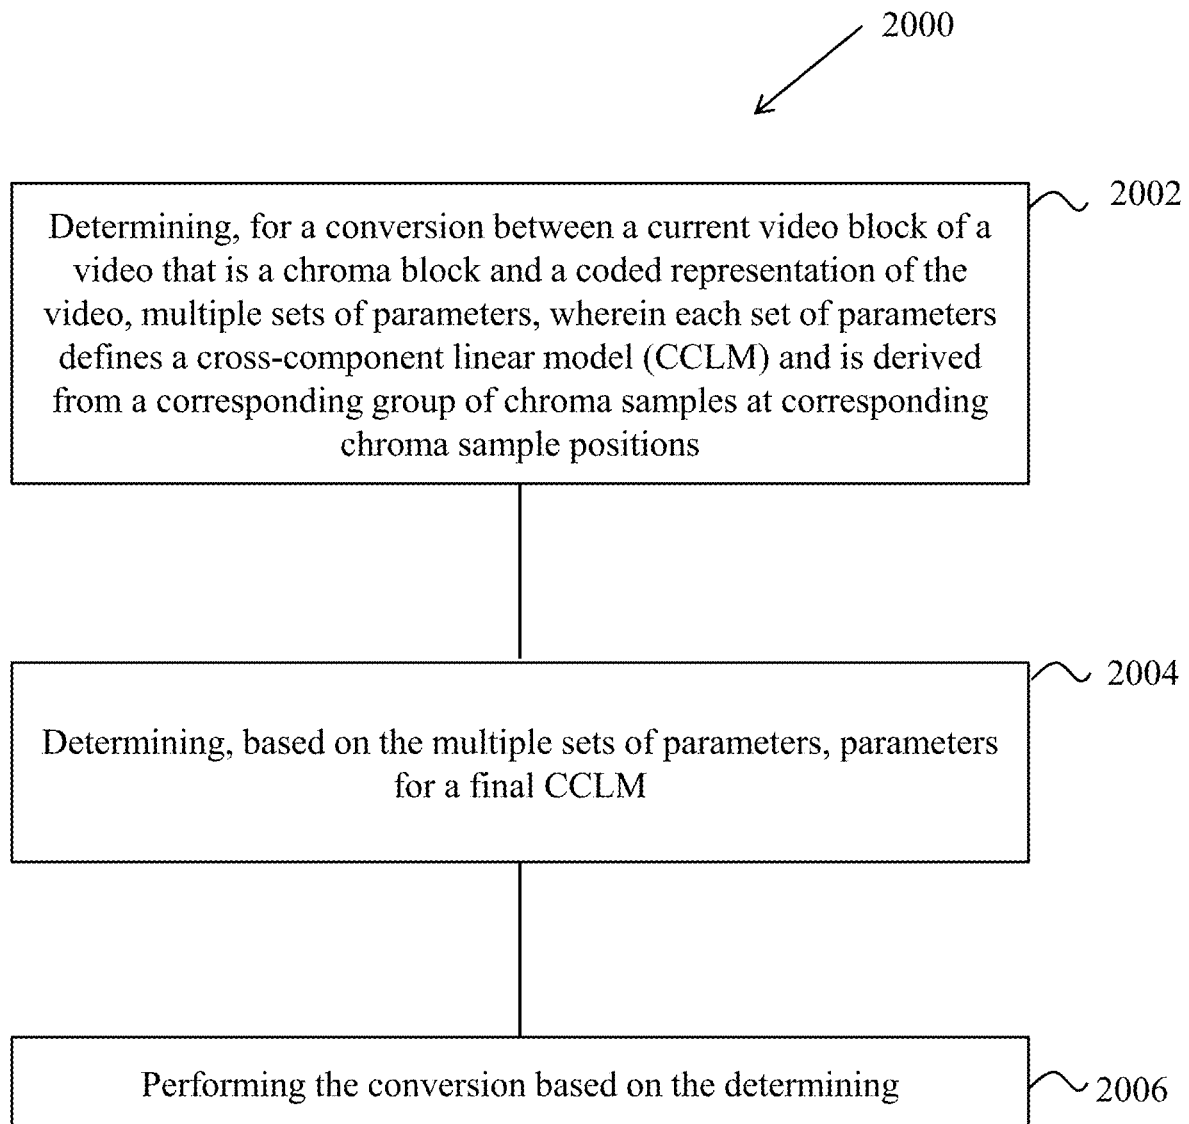 2000
2002
Determining, for a conversion between a current video block of a
video that is a chroma block and a coded representation of the
video, multiple sets of parameters, wherein each set of parameters
defines a cross-component linear model (CCLM) and is derived
from a corresponding group of chroma samples at corresponding
chroma sample positions
2004
Determining, based on the multiple sets of parameters, parameters
for a final CCLM
Performing the conversion based on the determining
2006